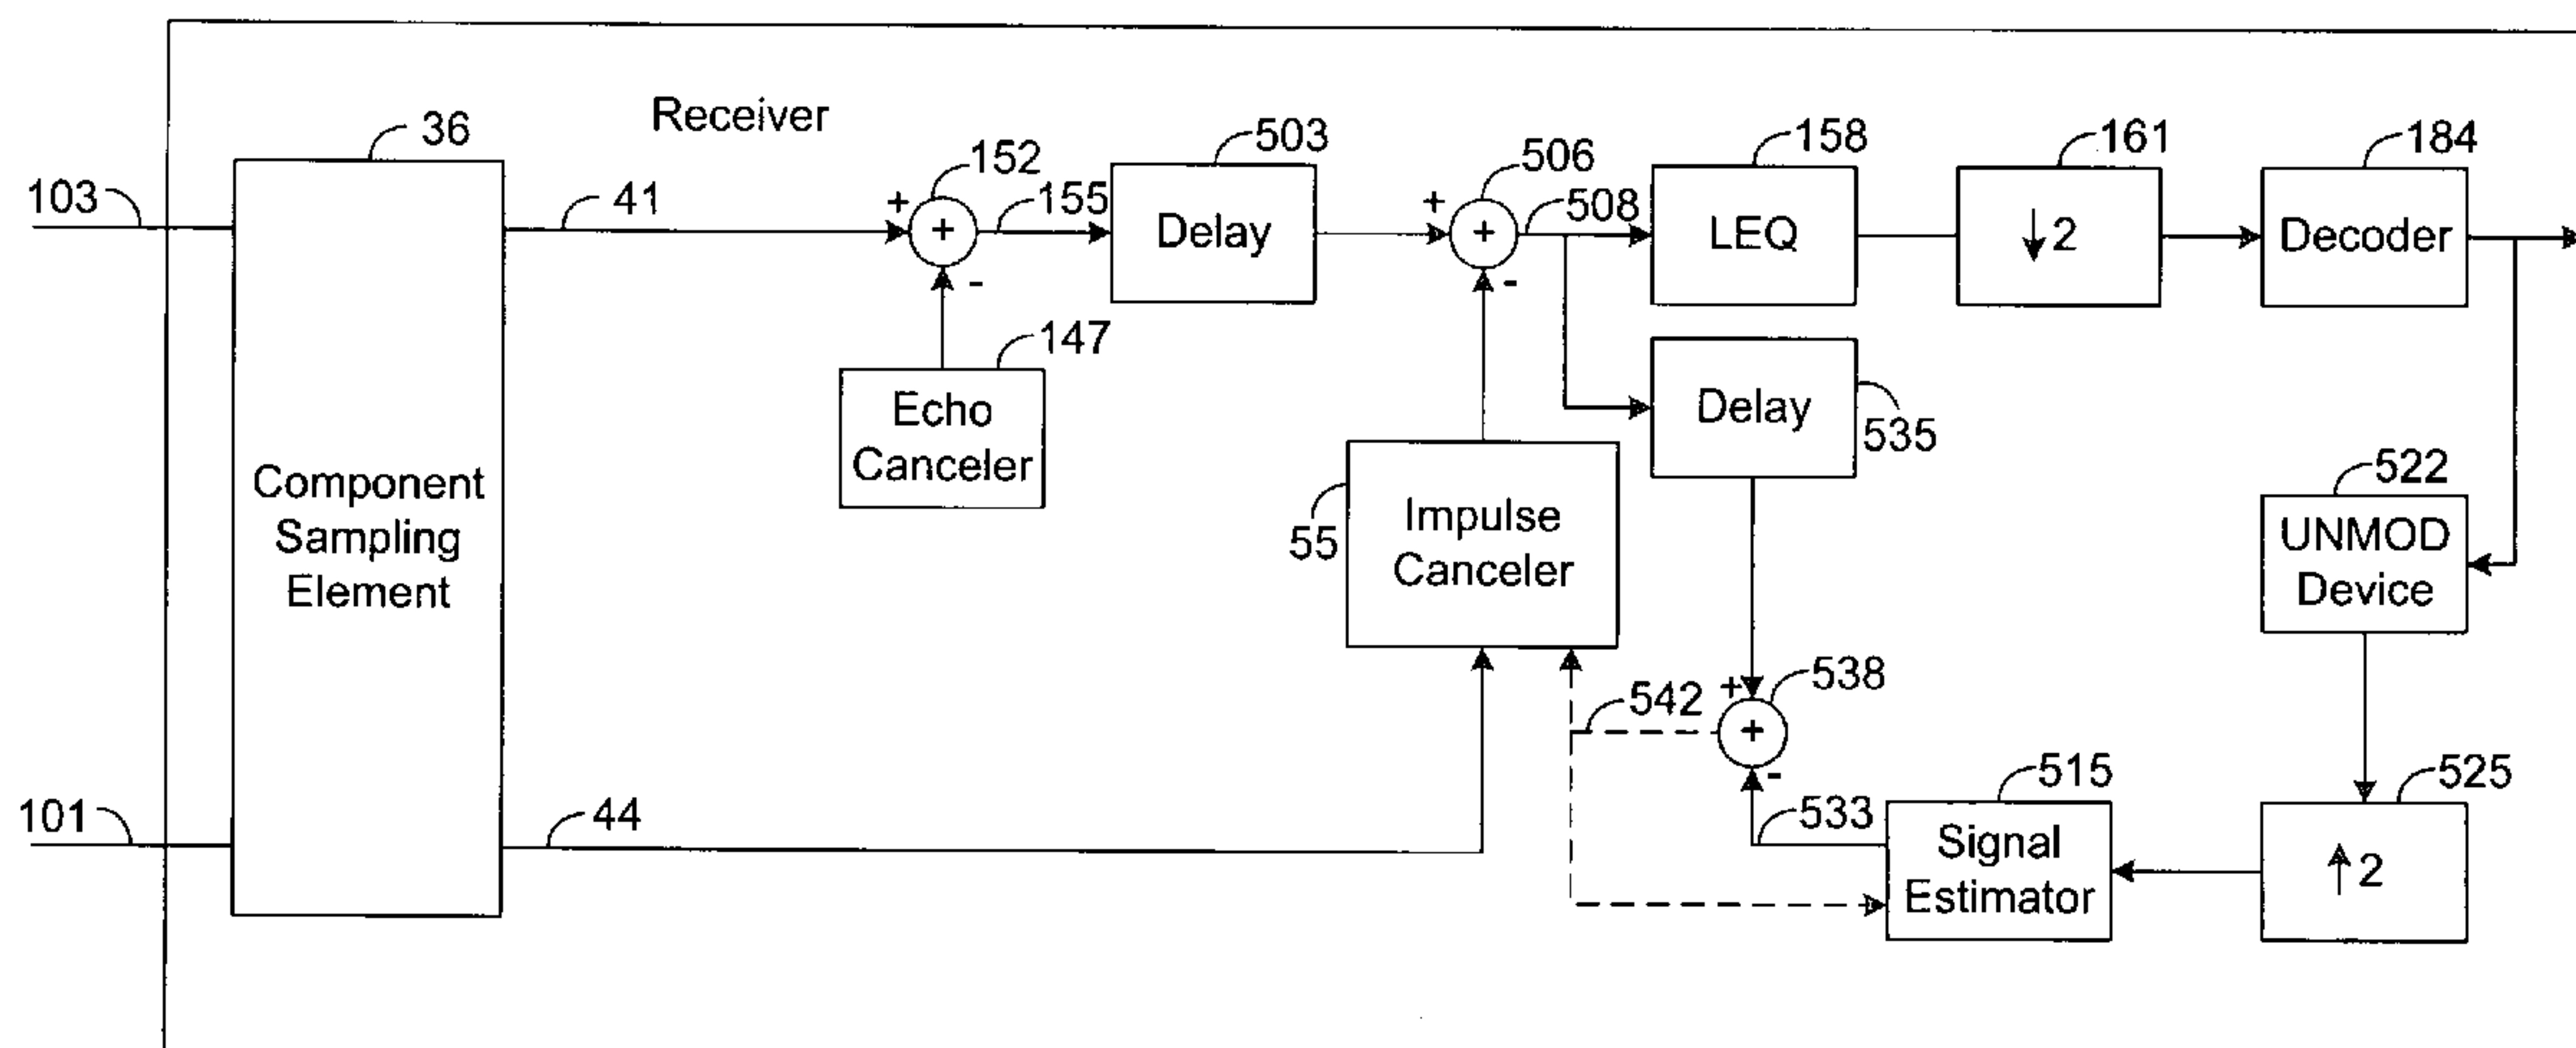 Receiver
36
103
41
+
152
+
-
155
503
Delay
+
506
+
-
508
158
LEQ
161
↓2
184
Decoder
147
Echo
Canceler
Delay
535
Component
Sampling
Element
55
Impulse
Canceler
522
UNMOD
Device
542
+
538
+
-
101
44
533
515
Signal
Estimator
525
↑2